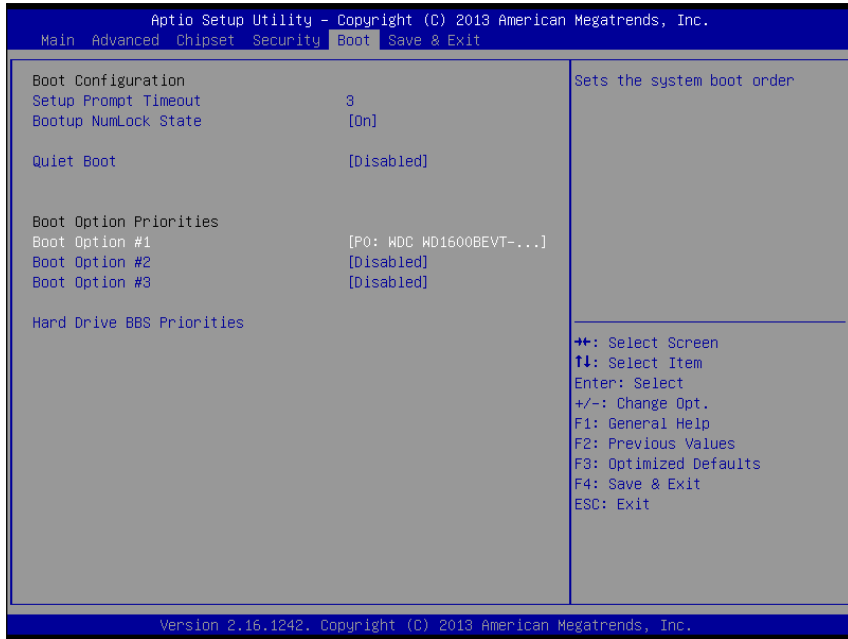 Aptio Setup Utility – Copyright (C) 2013 American Megatrends, Inc.
Main Advanced Chipset Security Boot Save & Exit
Boot Configuration
Setup Prompt Timeout 3
Bootup NumLock State [On]
Quiet Boot [Disabled]
Boot Option Priorities
Boot Option #1 [P0: WDC WD1600BEVT-...]
Boot Option #2 [Disabled]
Boot Option #3 [Disabled]
Hard Drive BBS Priorities
Sets the system boot order
→←: Select Screen
↑↓: Select Item
Enter: Select
+/-: Change Opt.
F1: General Help
F2: Previous Values
F3: Optimized Defaults
F4: Save & Exit
ESC: Exit
Version 2.16.1242. Copyright (C) 2013 American Megatrends, Inc.